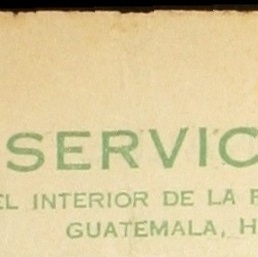 SERVIC
EL INTERIOR DE LA
GUATEMALA, H